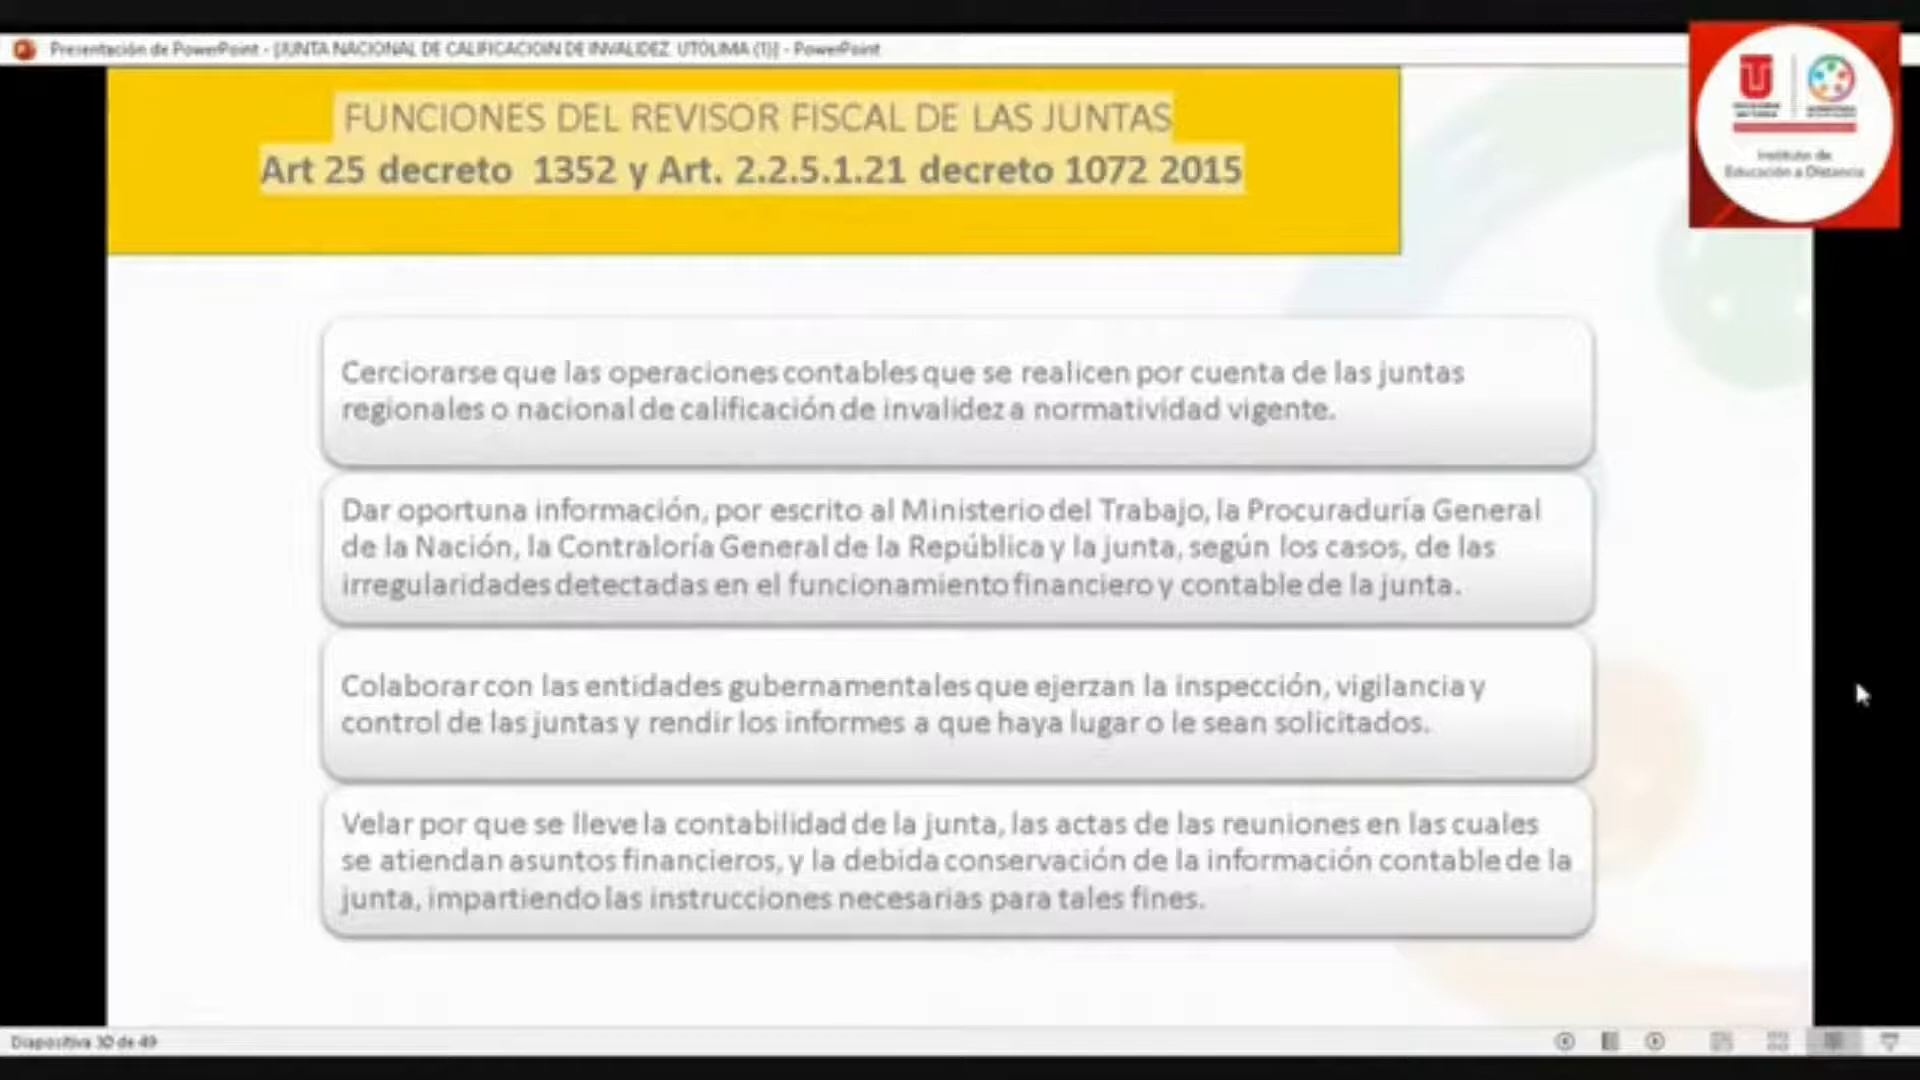 Presentación de PowerPoint - [JUNTA NACIONAL DE CALIFICACIOIN DE INVALIDEZ UTOLIMA (1)] - PowerPoint
FUNCIONES DEL REVISOR FISCAL DE LAS JUNTAS
Art 25 decreto 1352 y Art. 2.2.5.1.21 decreto 1072 2015
Instituto de
Educación a Distancia
Cerciorarse que las operaciones contables que se realicen por cuenta de las juntas
regionales o nacional de calificación de invalidez a normatividad vigente.
Dar oportuna información, por escrito al Ministerio del Trabajo, la Procuraduría General
de la Nación, la Contraloría General de la República y la junta, según los casos, de las
irregularidades detectadas en el funcionamiento financiero y contable de la junta.
Colaborar con las entidades gubernamentales que ejerzan la inspección, vigilancia y
control de las juntas y rendir los informes a que haya lugar o le sean solicitados.
Velar por que se lleve la contabilidad de la junta, las actas de las reuniones en las cuales
se atiendan asuntos financieros, y la debida conservación de la información contable de la
junta, impartiendo las instrucciones necesarias para tales fines.
Diapositiva 30 de 49